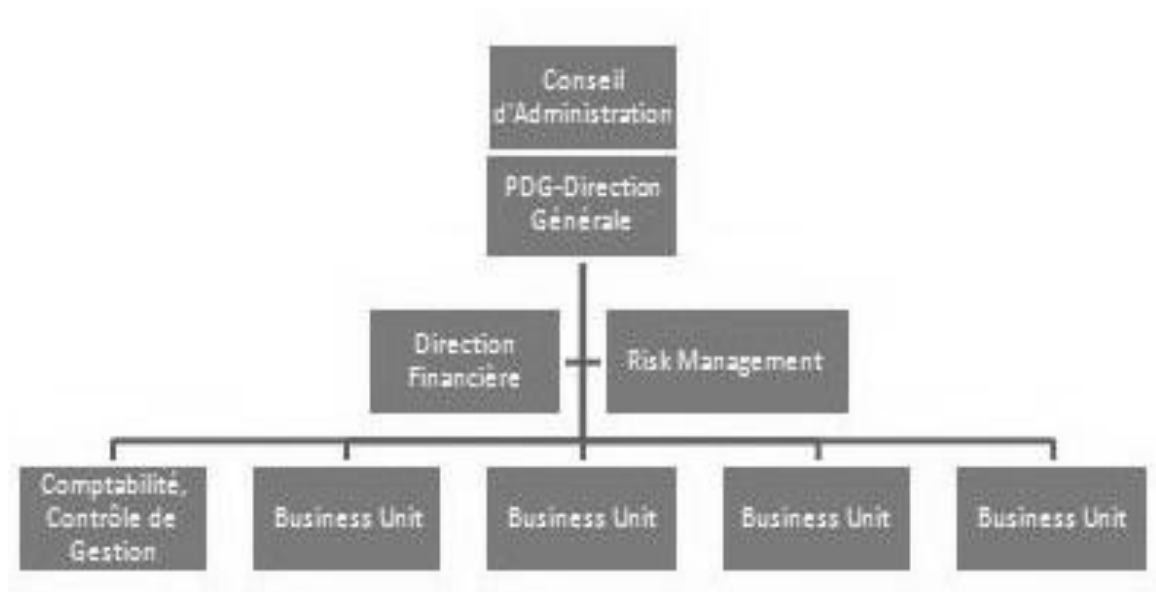 Conseil
d'Administration
PDG-Direction
Générale
Direction
Financière
Risk Management
Comptabilité,
Contrôle de
Gestion
Business Unit
Business Unit
Business Unit
Business Unit